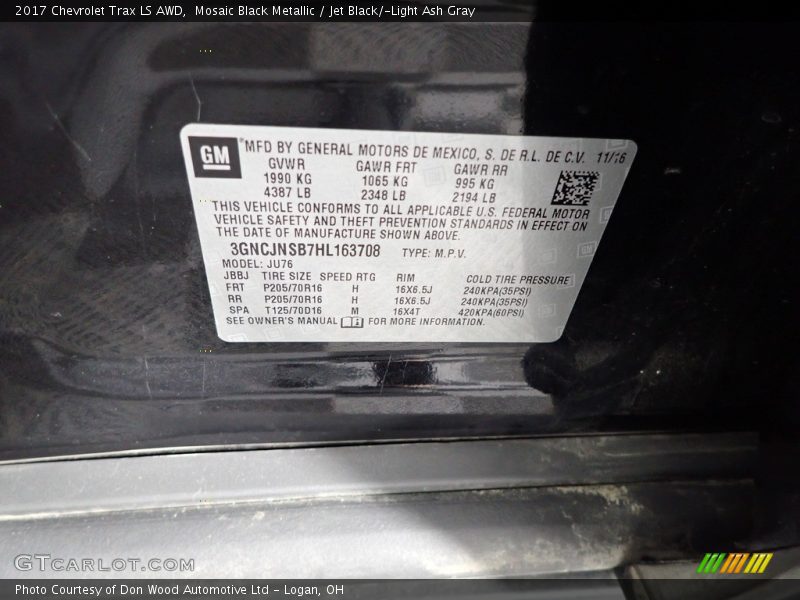 2017 Chevrolet Trax LS AWD, Mosaic Black Metallic / Jet Black/­-Light Ash Gray
GM ® MFD BY GENERAL MOTORS DE MEXICO, S. DE R.L. DE C.V. 11/16
GVWR GAWR FRT GAWR RR
1990 KG 1065 KG 995 KG
4387 LB 2348 LB 2194 LB
THIS VEHICLE CONFORMS TO ALL APPLICABLE U.S. FEDERAL MOTOR
VEHICLE SAFETY AND THEFT PREVENTION STANDARDS IN EFFECT ON
THE DATE OF MANUFACTURE SHOWN ABOVE.
3GNCJNSB7HL163708 TYPE: M.P.V.
MODEL: JU76
JBBJ TIRE SIZE SPEED RTG RIM COLD TIRE PRESSURE
FRT P205/70R16 H 16X6.5J 240KPA(35PSI)
RR P205/70R16 H 16X6.5J 240KPA(35PSI)
SPA T125/70D16 M 16X4T 420KPA(60PSI)
SEE OWNER'S MANUAL FOR MORE INFORMATION.
GTCARLOT.COM
Photo Courtesy of Don Wood Automotive Ltd - Logan, OH